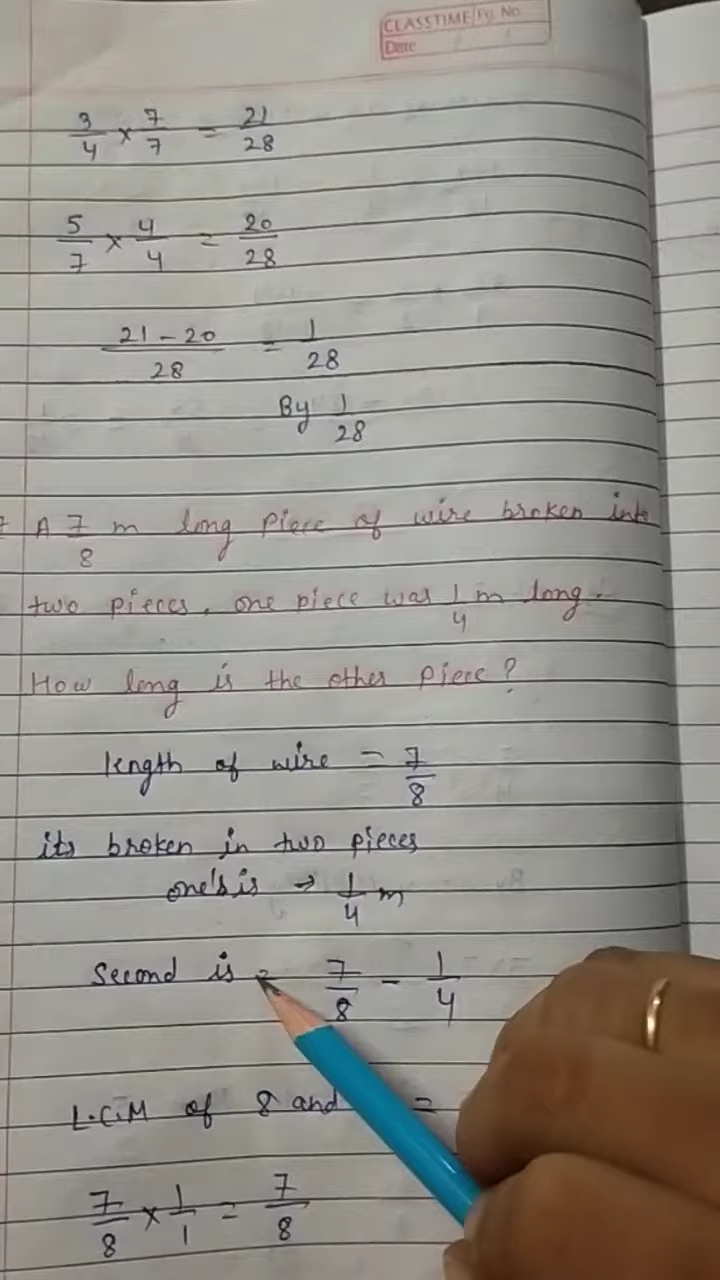 CLASSTIME/Pg. No.
Date / /
3/4 × 7/7 = 21/28
5/7 × 4/4 = 20/28
21 - 20/28 = 1/28
By 1/28
A 7/8 m long piece of wire broken into
two pieces, one piece was 1/4 m long.
How long is the other piece?
length of wire = 7/8
its broken in two pieces
one's is → 1/4 m
Second is = 7/8 - 1/4
L.C.M of 8 and =
7/8 × 1/1 = 7/8